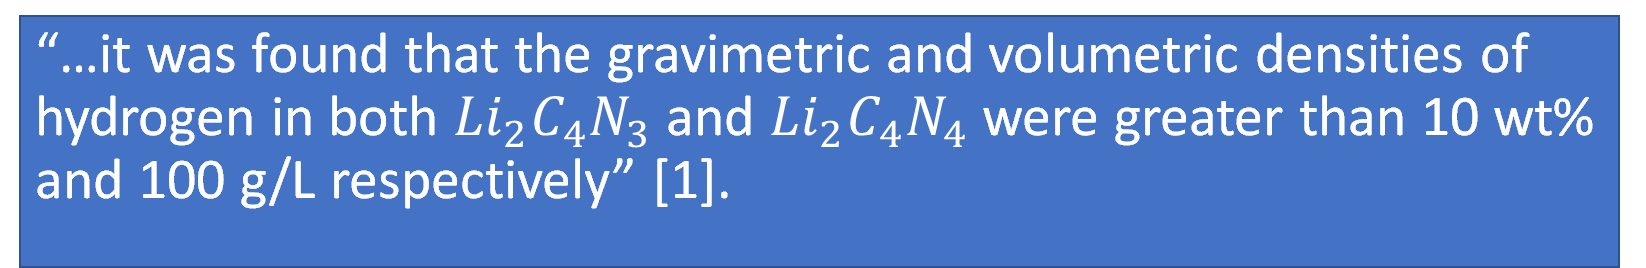 “…it was found that the gravimetric and volumetric densities of
hydrogen in both Li₂C₄N₃ and Li₂C₄N₄ were greater than 10 wt%
and 100 g/L respectively” [1].